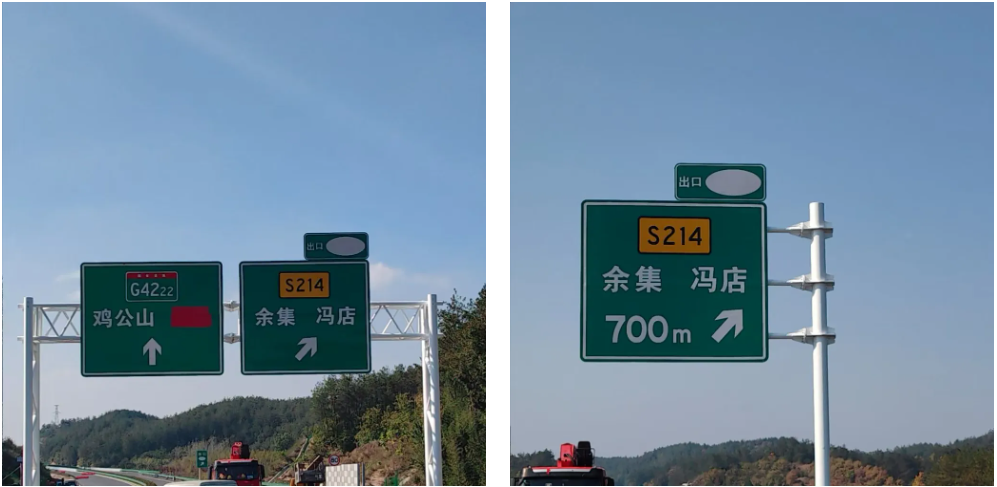 出口
G4222
鸡公山
S214
余集 冯店
出口
S214
余集 冯店
700m